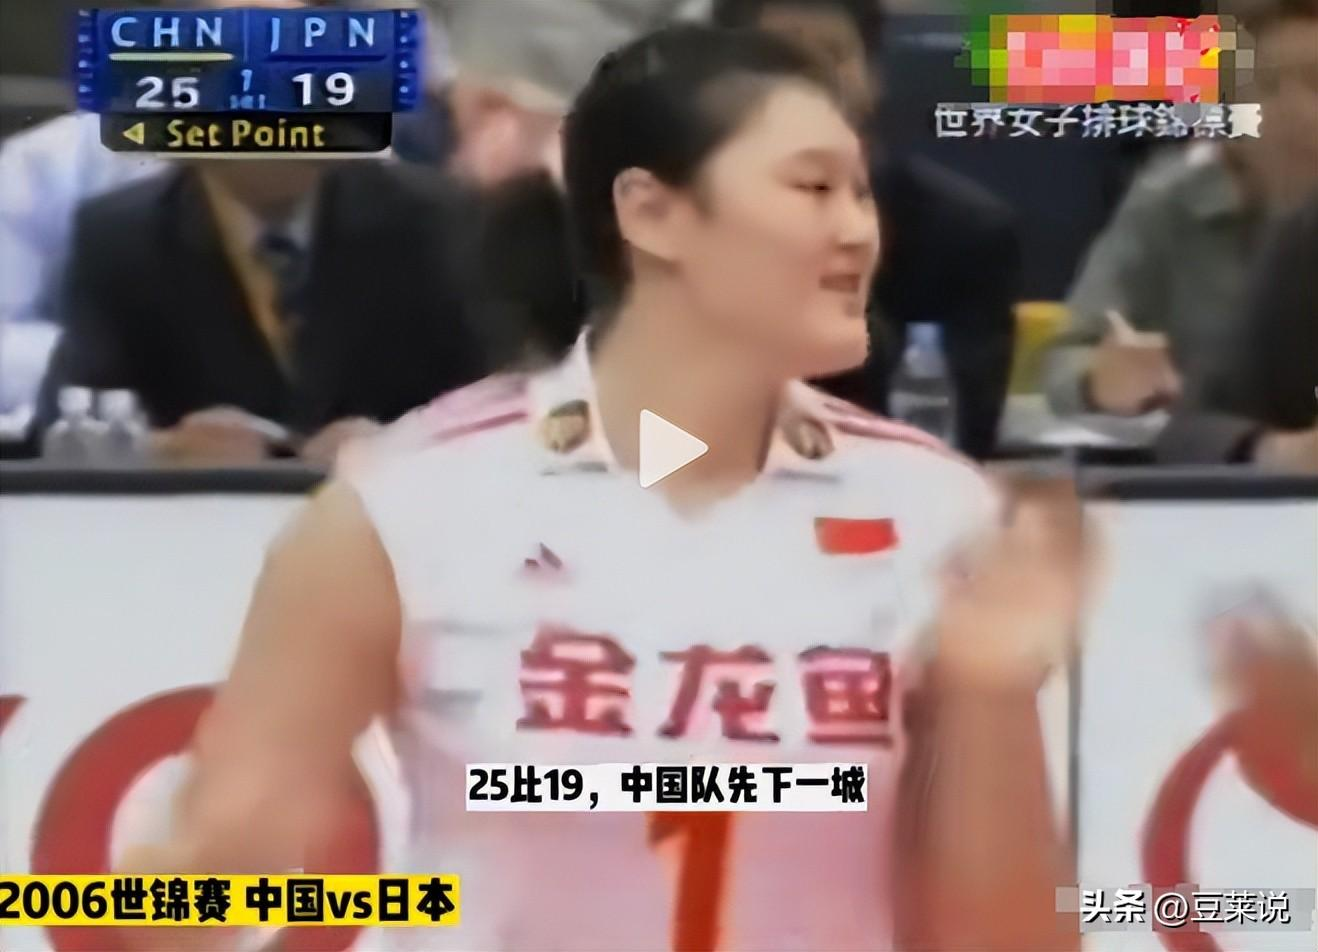 CHN JPN
25 1 SET 19
Set Point
世界女子排球錦標賽
金龙鱼
25比19，中国队先下一城
1
2006世锦赛 中国vs日本
头条 @豆莱说